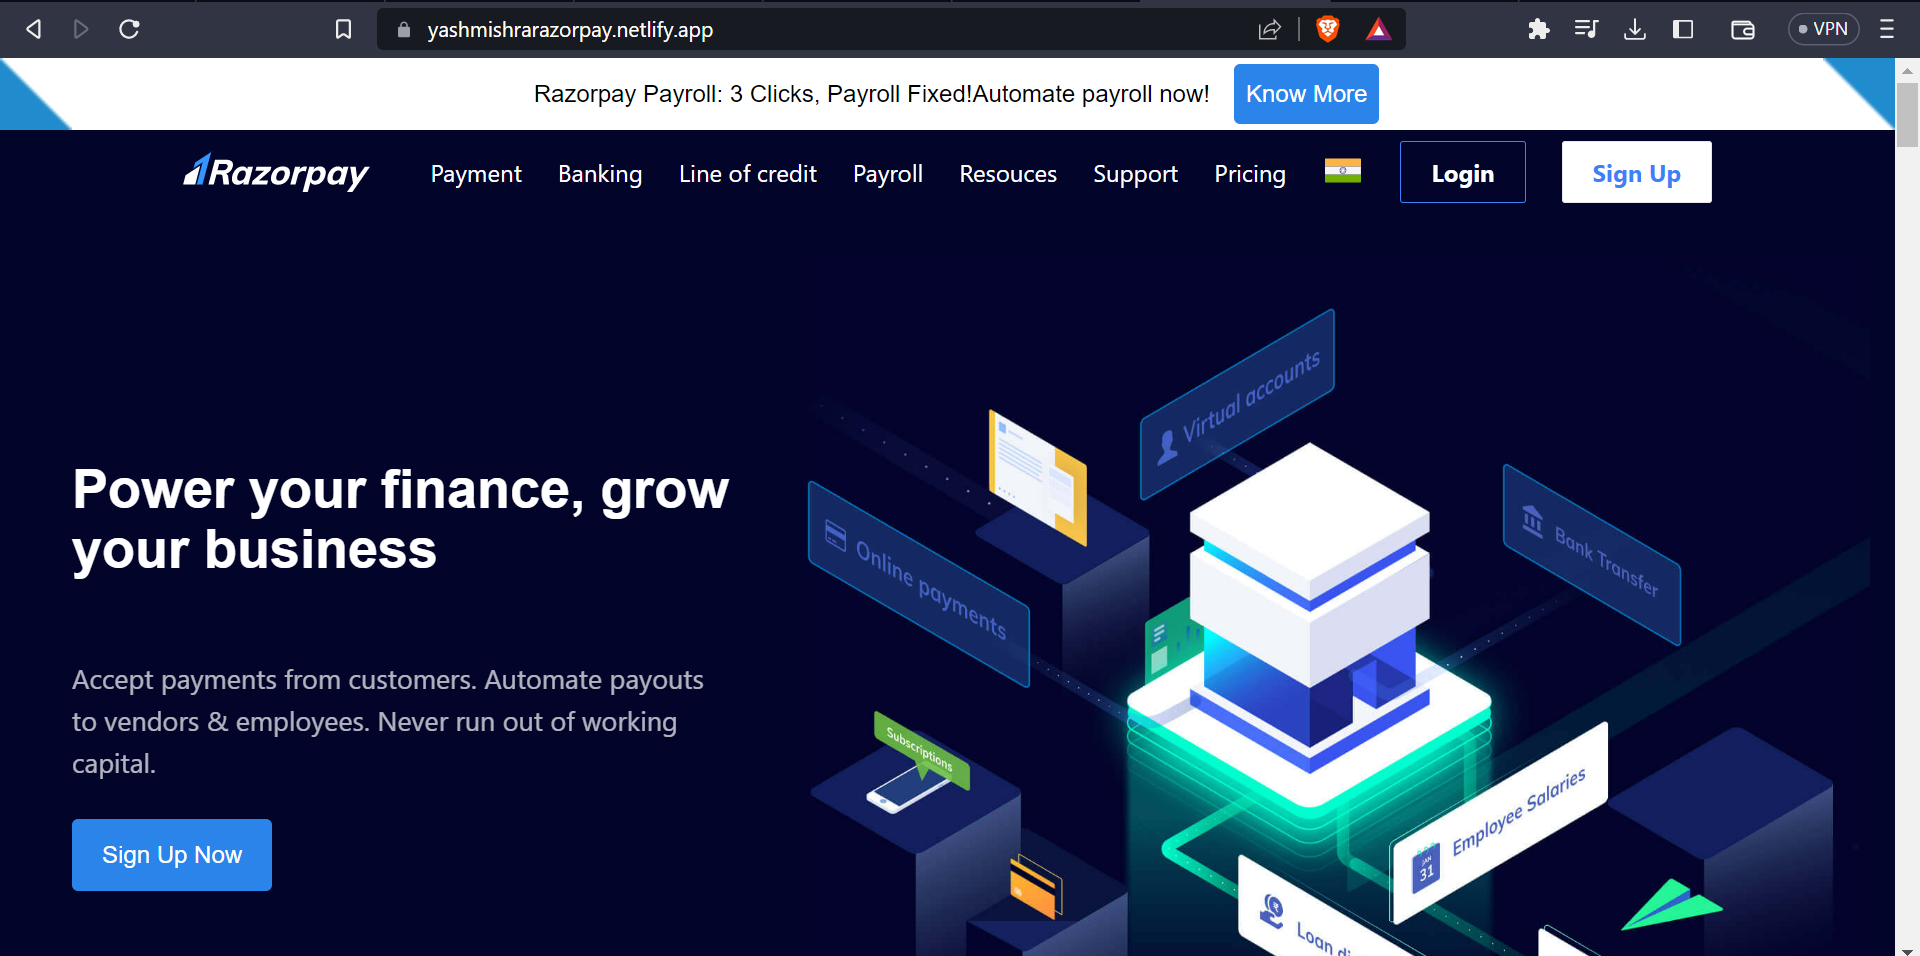 yashmishrarazorpay.netlify.app
VPN
Razorpay Payroll: 3 Clicks, Payroll Fixed!Automate payroll now!
Know More
Razorpay
Payment
Banking
Line of credit
Payroll
Resouces
Support
Pricing
Login
Sign Up
Power your finance, grow
your business
Accept payments from customers. Automate payouts
to vendors & employees. Never run out of working
capital.
Sign Up Now
Virtual accounts
Online payments
Bank Transfer
Subscriptions
JAN
31
Employee Salaries
Loan